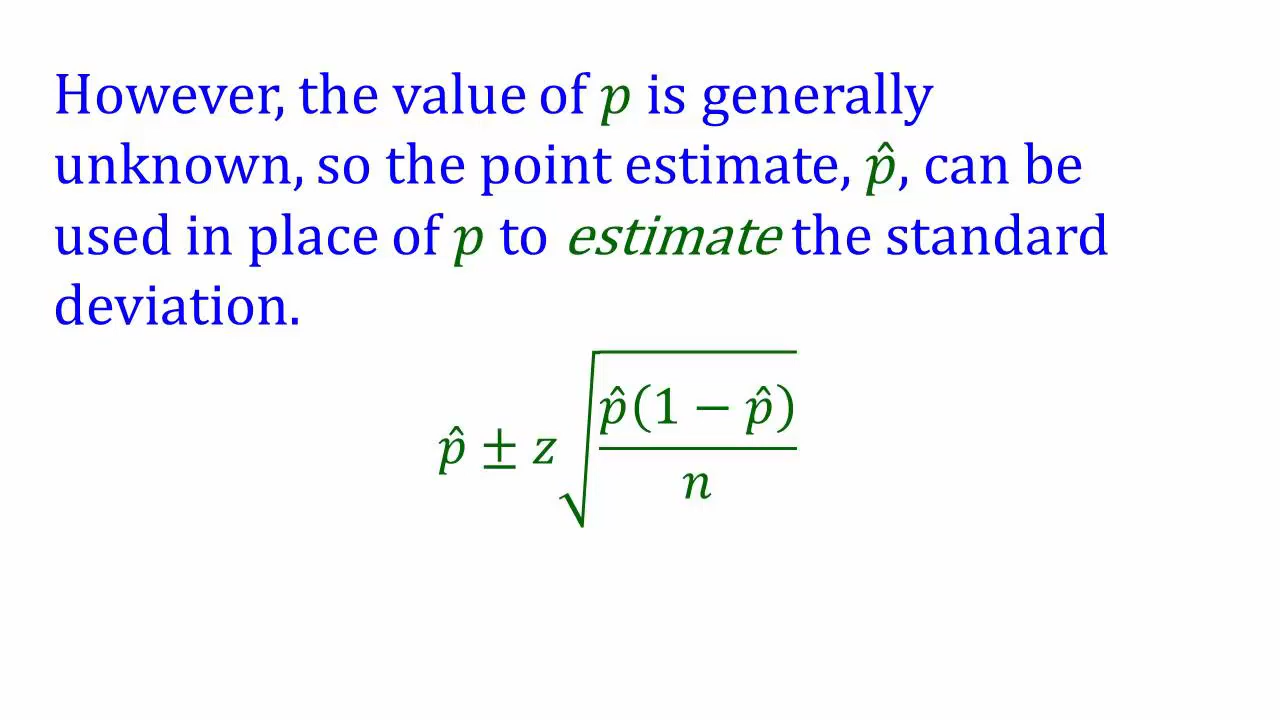 However, the value of p is generally
unknown, so the point estimate, p̂, can be
used in place of p to estimate the standard
deviation.
p̂ ± z√(p̂(1 − p̂)/n)